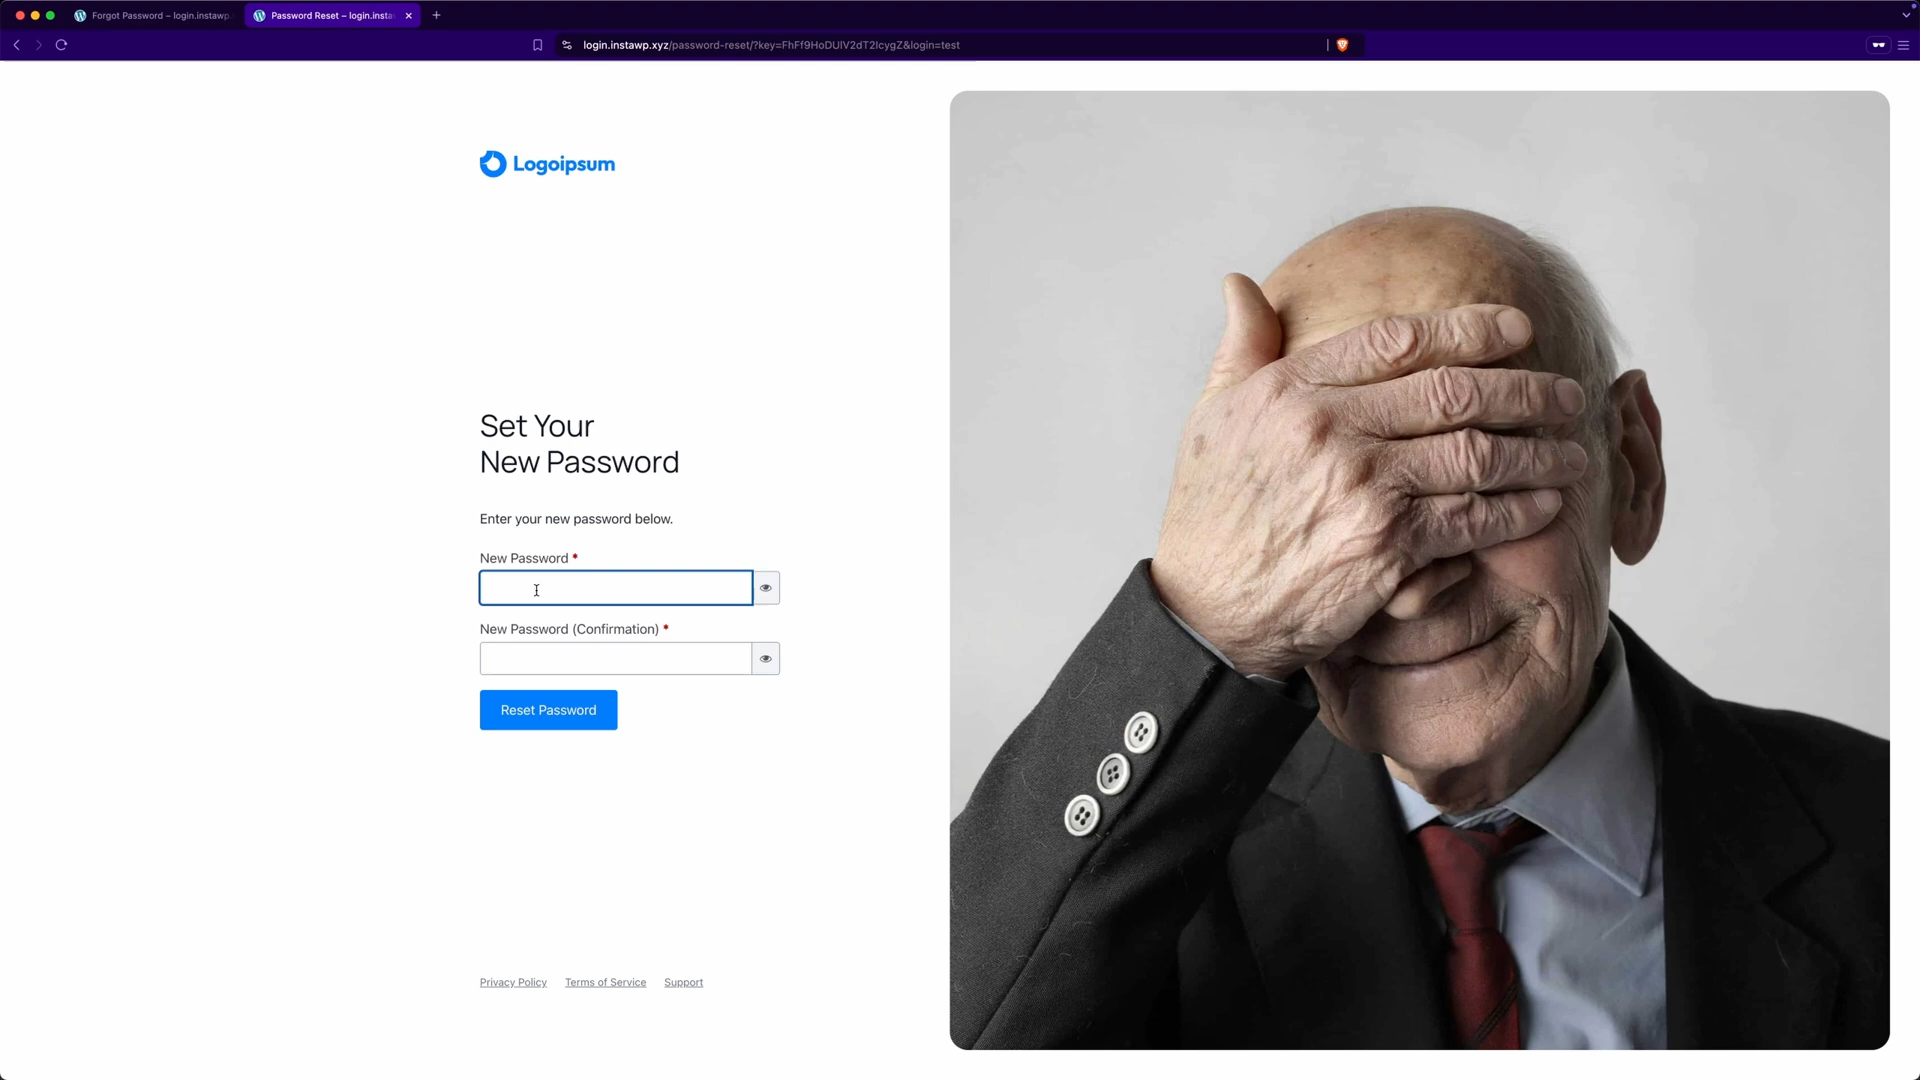 Forgot Password – login.instawp.
Password Reset – login.insta
login.instawp.xyz/password-reset/?key=FhFf9HoDUIV2dT2IcygZ&login=test
Logoipsum
Set Your
New Password
Enter your new password below.
New Password *
New Password (Confirmation) *
Reset Password
Privacy Policy Terms of Service Support